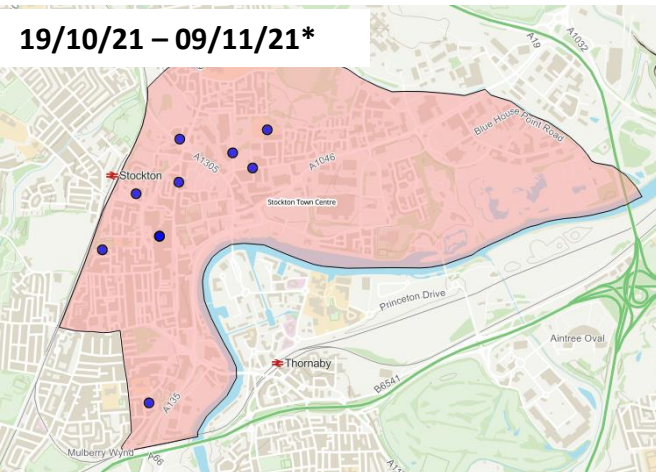 19/10/21 – 09/11/21*
A19
A1032
Blue House Point Road
A1305
A1046
Stockton
Stockton Town Centre
Princeton Drive
Aintree Oval
Thornaby
B6541
A135
Mulberry Wynd
A66